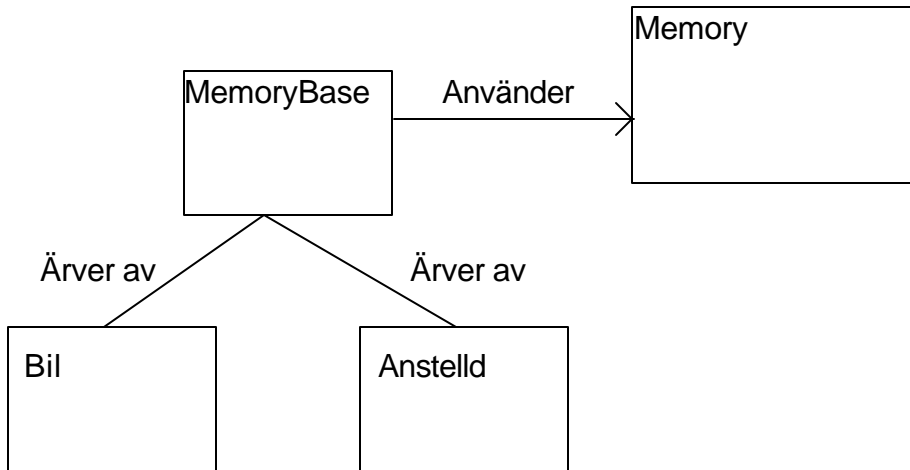 Memory
MemoryBase
Använder
Ärver av
Ärver av
Bil
Anstelld